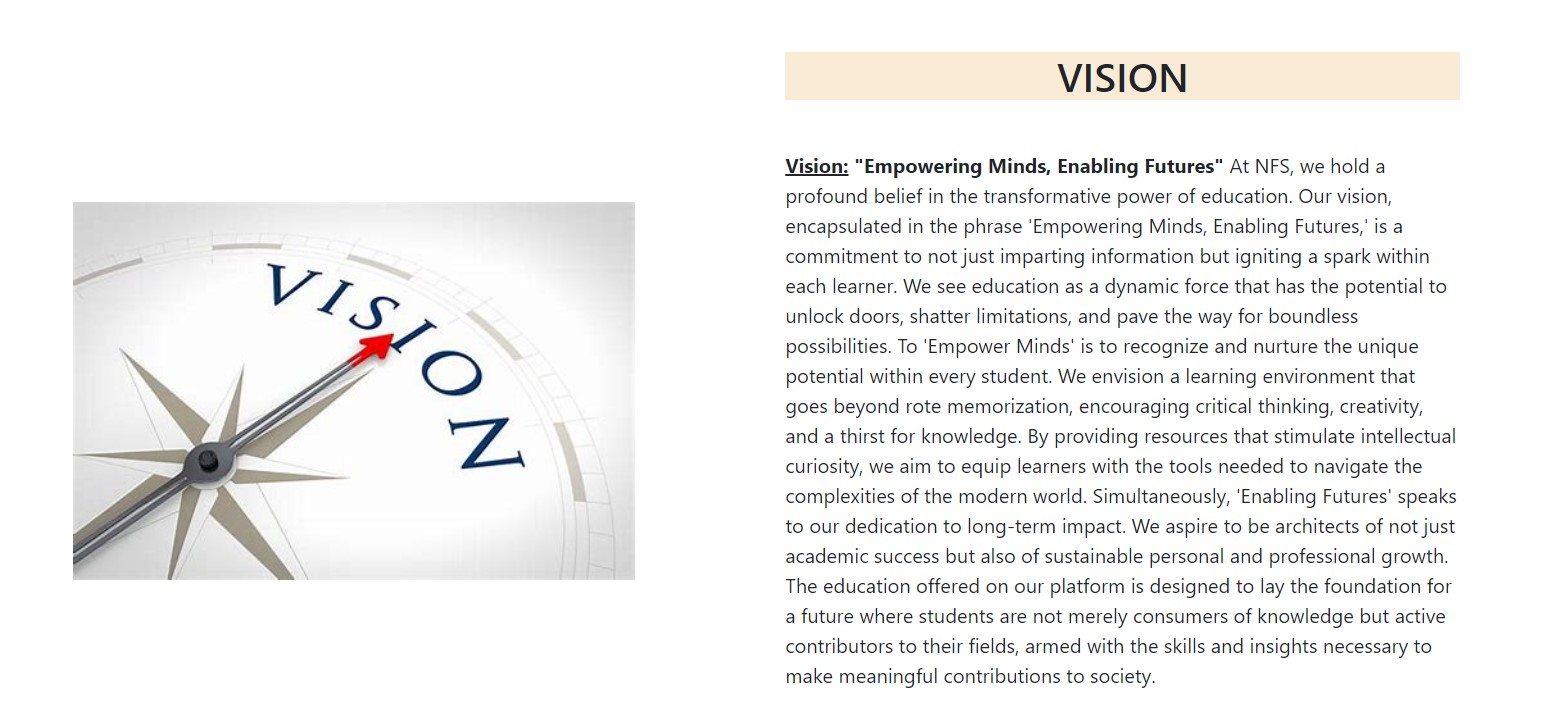 VISION
VISION
Vision: "Empowering Minds, Enabling Futures" At NFS, we hold a
profound belief in the transformative power of education. Our vision,
encapsulated in the phrase 'Empowering Minds, Enabling Futures,' is a
commitment to not just imparting information but igniting a spark within
each learner. We see education as a dynamic force that has the potential to
unlock doors, shatter limitations, and pave the way for boundless
possibilities. To 'Empower Minds' is to recognize and nurture the unique
potential within every student. We envision a learning environment that
goes beyond rote memorization, encouraging critical thinking, creativity,
and a thirst for knowledge. By providing resources that stimulate intellectual
curiosity, we aim to equip learners with the tools needed to navigate the
complexities of the modern world. Simultaneously, 'Enabling Futures' speaks
to our dedication to long-term impact. We aspire to be architects of not just
academic success but also of sustainable personal and professional growth.
The education offered on our platform is designed to lay the foundation for
a future where students are not merely consumers of knowledge but active
contributors to their fields, armed with the skills and insights necessary to
make meaningful contributions to society.